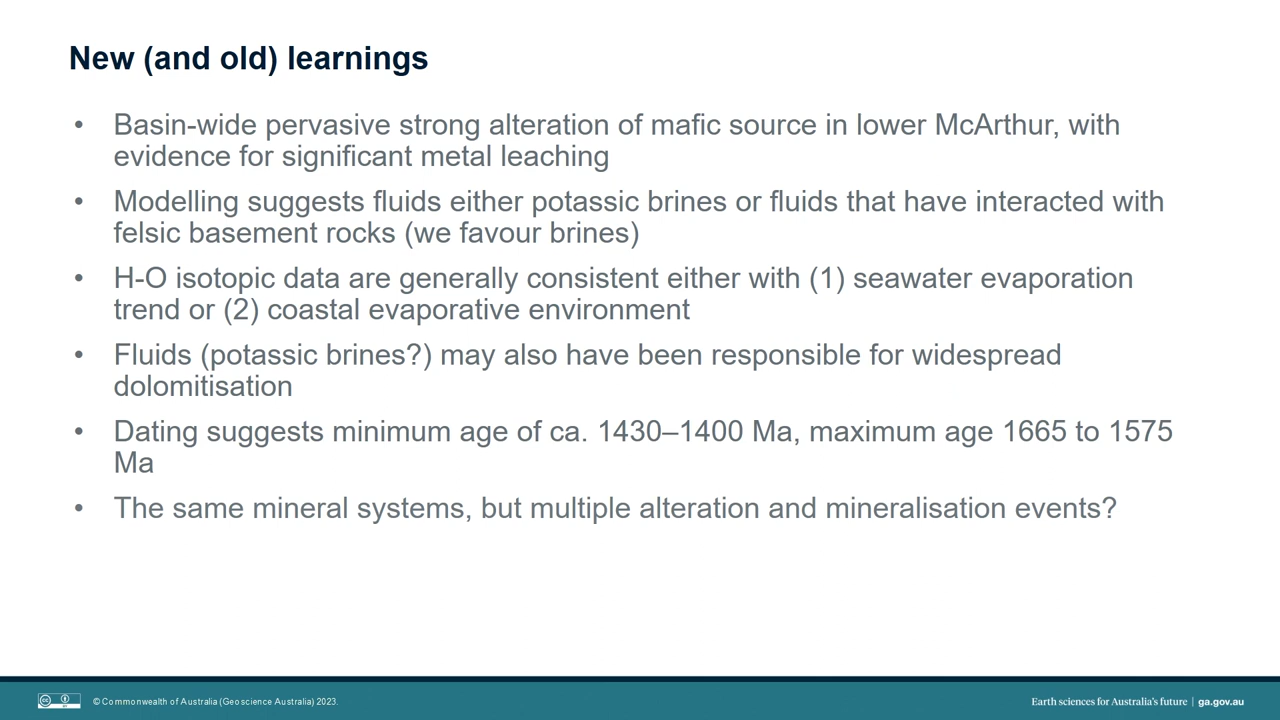 New (and old) learnings
• Basin-wide pervasive strong alteration of mafic source in lower McArthur, with
evidence for significant metal leaching
• Modelling suggests fluids either potassic brines or fluids that have interacted with
felsic basement rocks (we favour brines)
• H-O isotopic data are generally consistent either with (1) seawater evaporation
trend or (2) coastal evaporative environment
• Fluids (potassic brines?) may also have been responsible for widespread
dolomitisation
• Dating suggests minimum age of ca. 1430–1400 Ma, maximum age 1665 to 1575
Ma
• The same mineral systems, but multiple alteration and mineralisation events?
© Commonwealth of Australia (Geoscience Australia) 2023.
Earth sciences for Australia's future | ga.gov.au